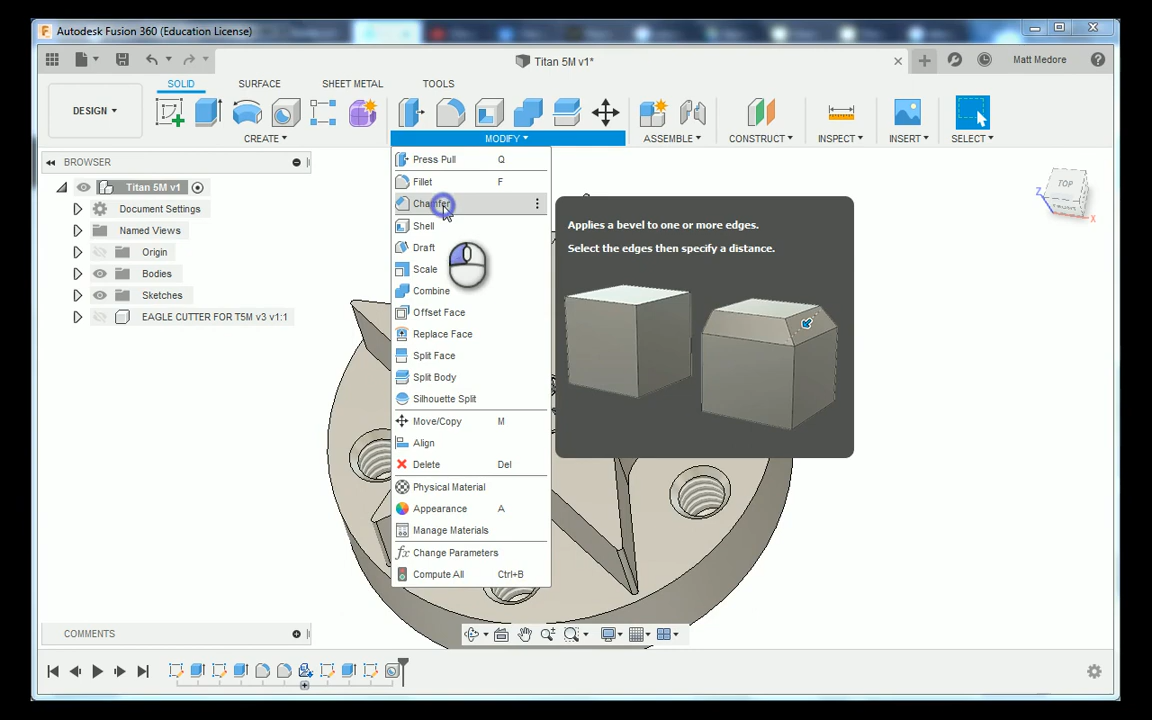 Autodesk Fusion 360 (Education License)
Titan 5M v1*
Matt Medore
SOLID
SURFACE
SHEET METAL
TOOLS
DESIGN
CREATE
MODIFY
ASSEMBLE
CONSTRUCT
INSPECT
INSERT
SELECT
BROWSER
Titan 5M v1
Document Settings
Named Views
Origin
Bodies
Sketches
EAGLE CUTTER FOR T5M v3 v1:1
Press Pull Q
Fillet F
Chamfer
Shell
Draft
Scale
Combine
Offset Face
Replace Face
Split Face
Split Body
Silhouette Split
Move/Copy M
Align
Delete Del
Physical Material
Appearance A
Manage Materials
Change Parameters
Compute All Ctrl+B
Applies a bevel to one or more edges.
Select the edges then specify a distance.
TOP
X
COMMENTS